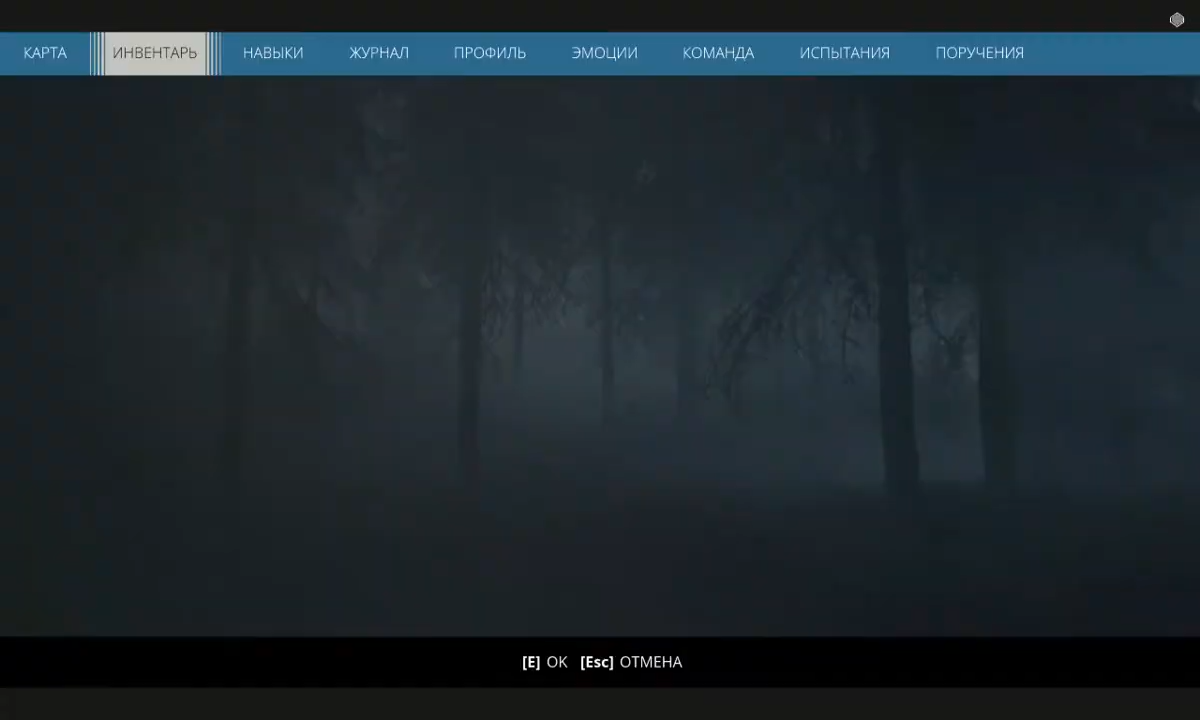 КАРТА ИНВЕНТАРЬ НАВЫКИ ЖУРНАЛ ПРОФИЛЬ ЭМОЦИИ КОМАНДА ИСПЫТАНИЯ ПОРУЧЕНИЯ
[E] OK [Esc] ОТМЕНА